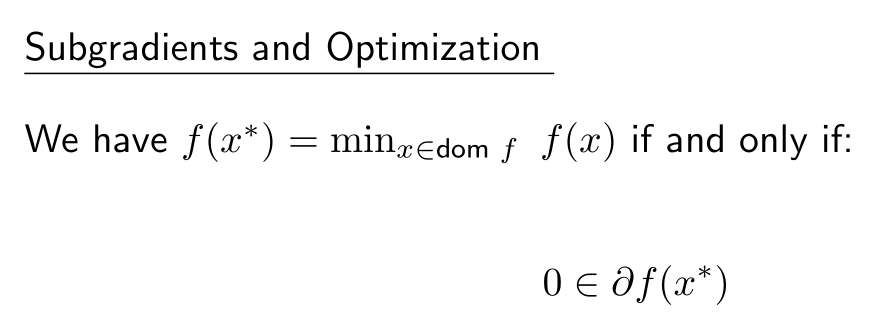 Subgradients and Optimization
We have f(x*) = min_{x∈dom f} f(x) if and only if:
0 ∈ ∂f(x*)